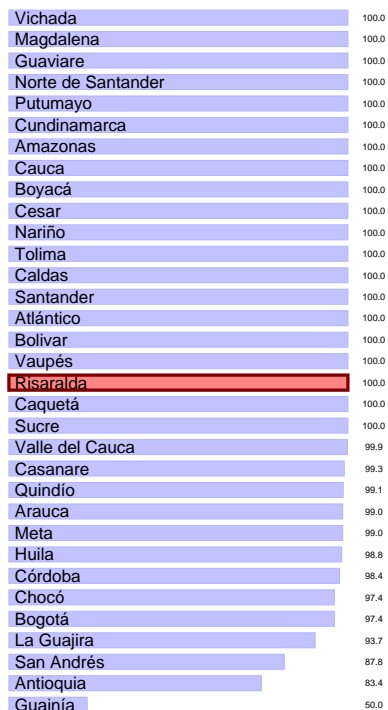 Vichada 100.0
Magdalena 100.0
Guaviare 100.0
Norte de Santander 100.0
Putumayo 100.0
Cundinamarca 100.0
Amazonas 100.0
Cauca 100.0
Boyacá 100.0
Cesar 100.0
Nariño 100.0
Tolima 100.0
Caldas 100.0
Santander 100.0
Atlántico 100.0
Bolivar 100.0
Vaupés 100.0
Risaralda 100.0
Caquetá 100.0
Sucre 100.0
Valle del Cauca 99.9
Casanare 99.3
Quindío 99.1
Arauca 99.0
Meta 99.0
Huila 98.8
Córdoba 98.4
Chocó 97.4
Bogotá 97.4
La Guajira 93.7
San Andrés 87.8
Antioquia 83.4
Guainía 50.0